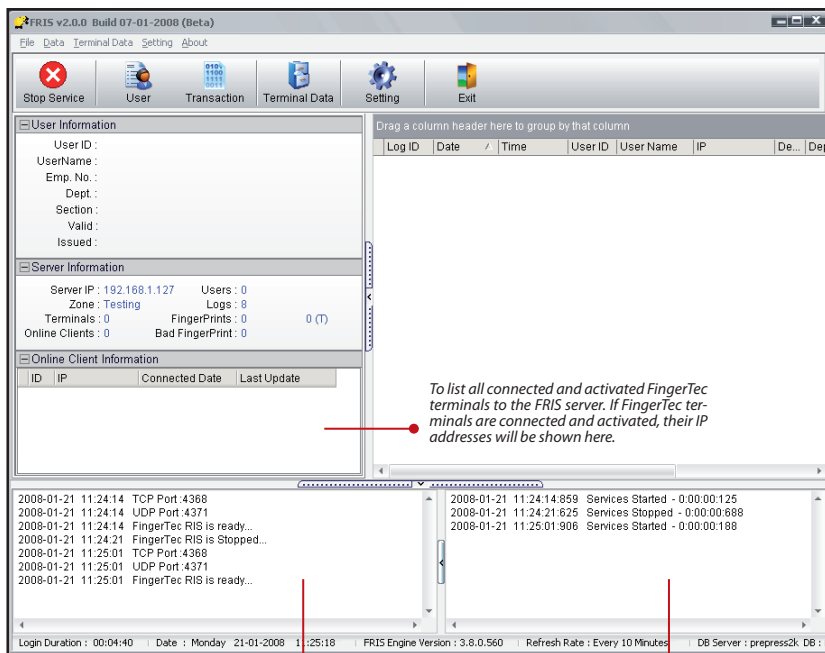 FRIS v2.0.0 Build 07-01-2008 (Beta)
File Data Terminal Data Setting About
Stop Service User Transaction Terminal Data Setting Exit
User Information
User ID :
UserName :
Emp. No. :
Dept. :
Section :
Valid :
Issued :
Server Information
Server IP : 192.168.1.127 Users : 0
Zone : Testing Logs : 8
Terminals : 0 FingerPrints : 0 0 (T)
Online Clients : 0 Bad FingerPrint : 0
Online Client Information
ID IP Connected Date Last Update
Drag a column header here to group by that column
Log ID Date Time User ID User Name IP De... Dep
To list all connected and activated FingerTec
terminals to the FRIS server. If FingerTec ter-
minals are connected and activated, their IP
addresses will be shown here.
2008-01-21 11:24:14 TCP Port :4368
2008-01-21 11:24:14 UDP Port :4371
2008-01-21 11:24:14 FingerTec RIS is ready...
2008-01-21 11:24:21 FingerTec RIS is Stopped...
2008-01-21 11:25:01 TCP Port :4368
2008-01-21 11:25:01 UDP Port :4371
2008-01-21 11:25:01 FingerTec RIS is ready...
2008-01-21 11:24:14:859 Services Started - 0:00:00:125
2008-01-21 11:24:21:625 Services Stopped - 0:00:00:688
2008-01-21 11:25:01:906 Services Started - 0:00:00:188
Login Duration : 00:04:40 Date : Monday 21-01-2008 11:25:18 FRIS Engine Version : 3.8.0.560 Refresh Rate : Every 10 Minutes DB Server : prepress2k DB :